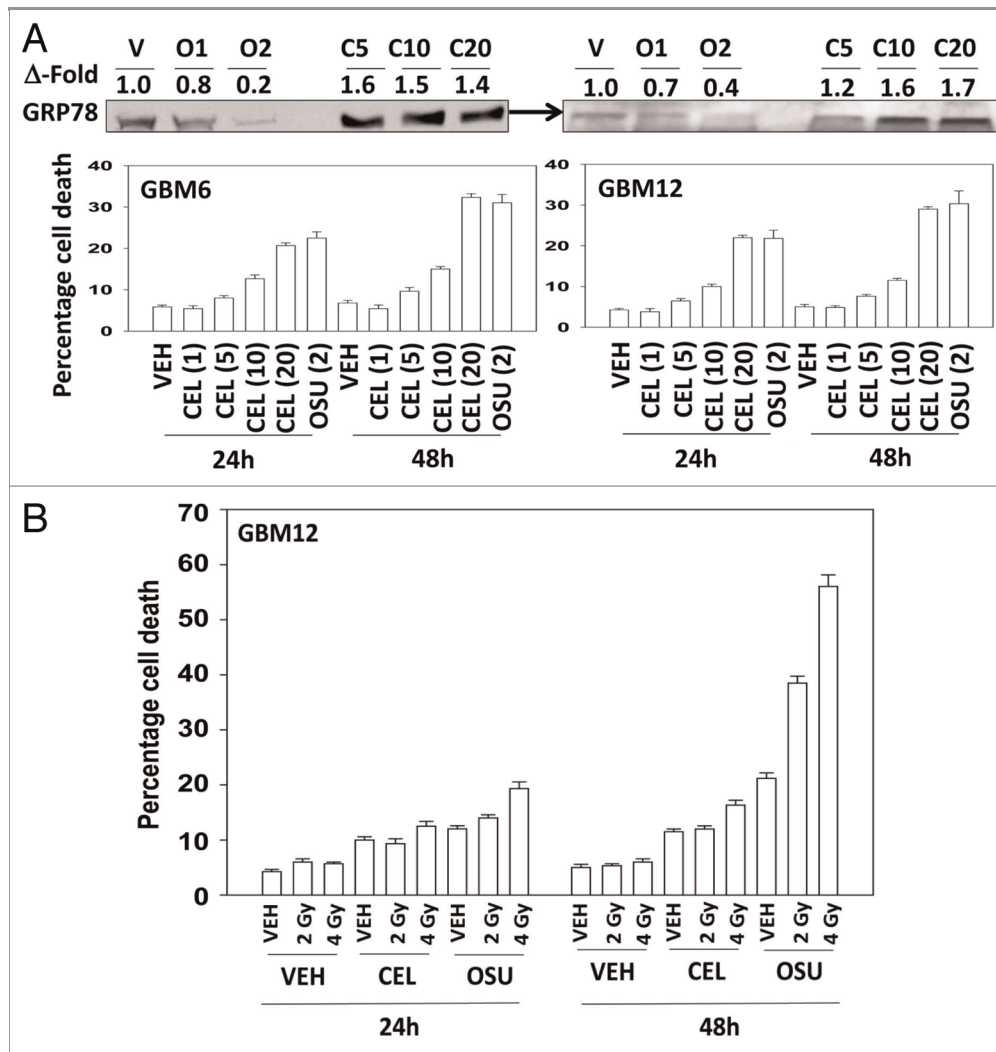 A
V O1 O2 C5 C10 C20 V O1 O2 C5 C10 C20
Δ-Fold 1.0 0.8 0.2 1.6 1.5 1.4 1.0 0.7 0.4 1.2 1.6 1.7
GRP78
Percentage cell death
40
30
20
10
0
GBM6
VEH CEL (1) CEL (5) CEL (10) CEL (20) OSU (2) VEH CEL (1) CEL (5) CEL (10) CEL (20) OSU (2)
24h 48h
40
30
20
10
0
GBM12
VEH CEL (1) CEL (5) CEL (10) CEL (20) OSU (2) VEH CEL (1) CEL (5) CEL (10) CEL (20) OSU (2)
24h 48h
B
Percentage cell death
70
60
50
40
30
20
10
0
GBM12
VEH 2 Gy 4 Gy VEH 2 Gy 4 Gy VEH 2 Gy 4 Gy VEH 2 Gy 4 Gy VEH 2 Gy 4 Gy VEH 2 Gy 4 Gy
VEH CEL OSU VEH CEL OSU
24h 48h